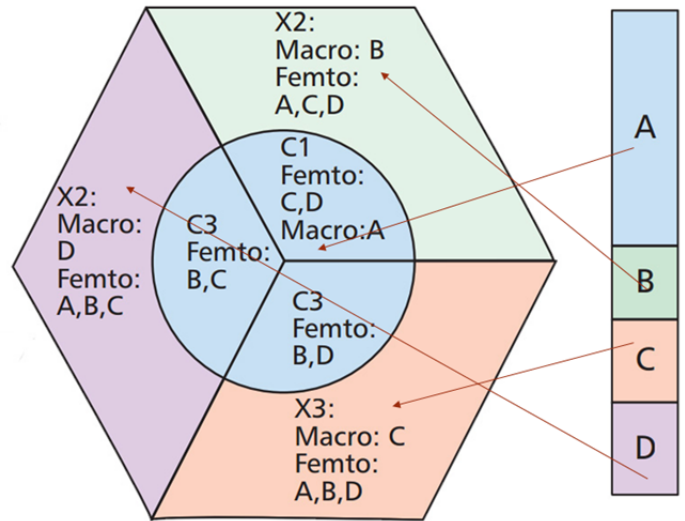 X2:
Macro: B
Femto:
A,C,D
C1
Femto:
C,D
Macro:A
X2:
Macro:
D
Femto:
A,B,C
C3
Femto:
B,C
C3
Femto:
B,D
X3:
Macro: C
Femto:
A,B,D
A
B
C
D